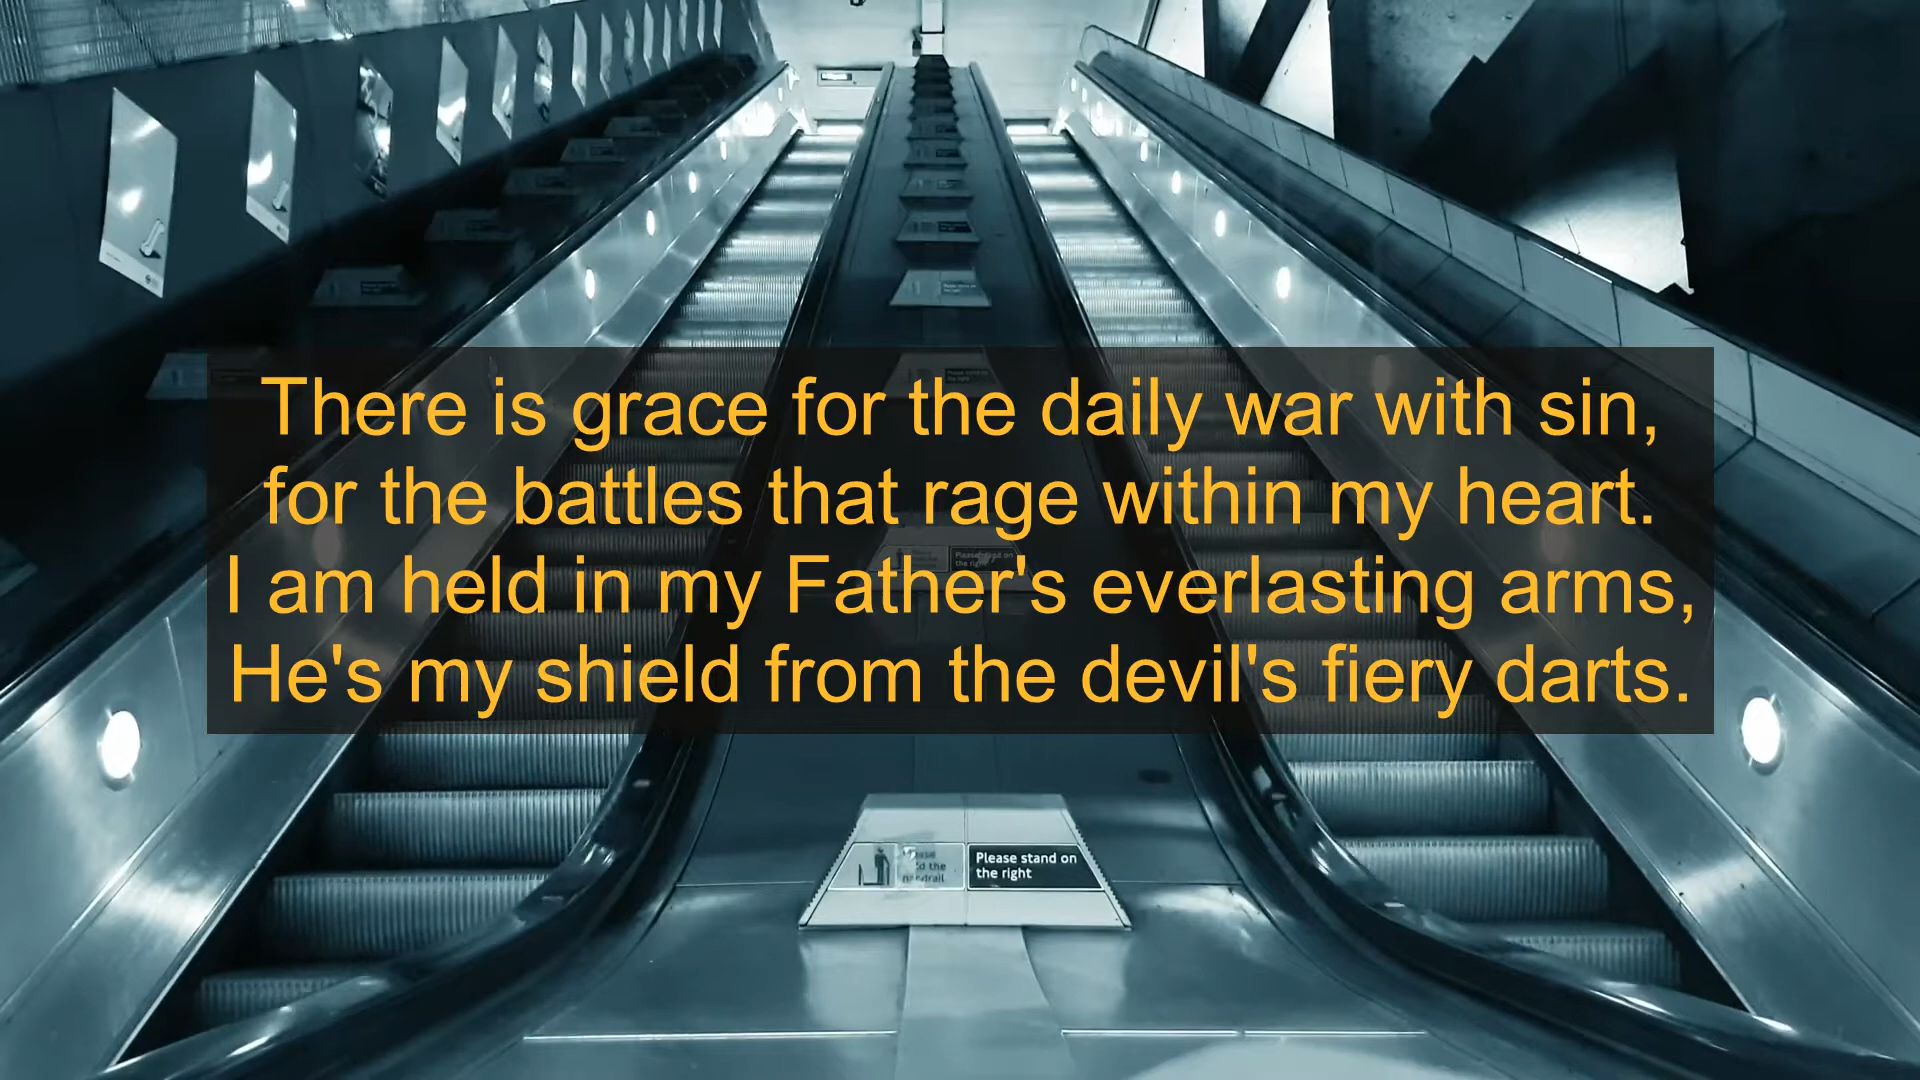 There is grace for the daily war with sin,
for the battles that rage within my heart.
I am held in my Father's everlasting arms,
He's my shield from the devil's fiery darts.
Please stand on
the right